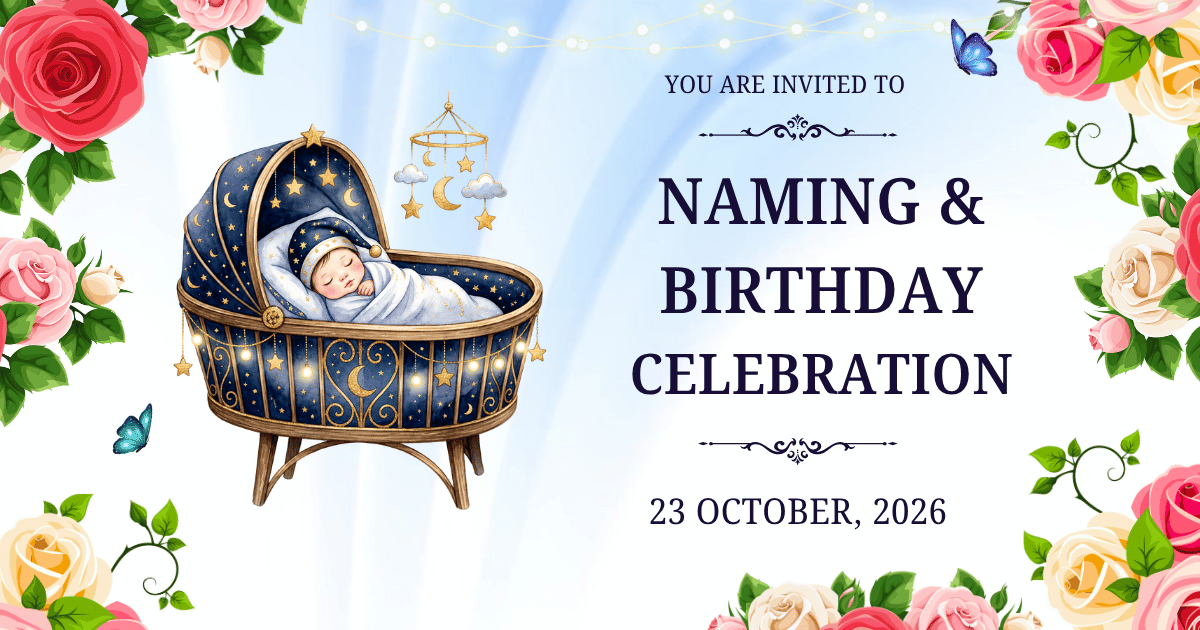 YOU ARE INVITED TO
NAMING &
BIRTHDAY
CELEBRATION
23 OCTOBER, 2026